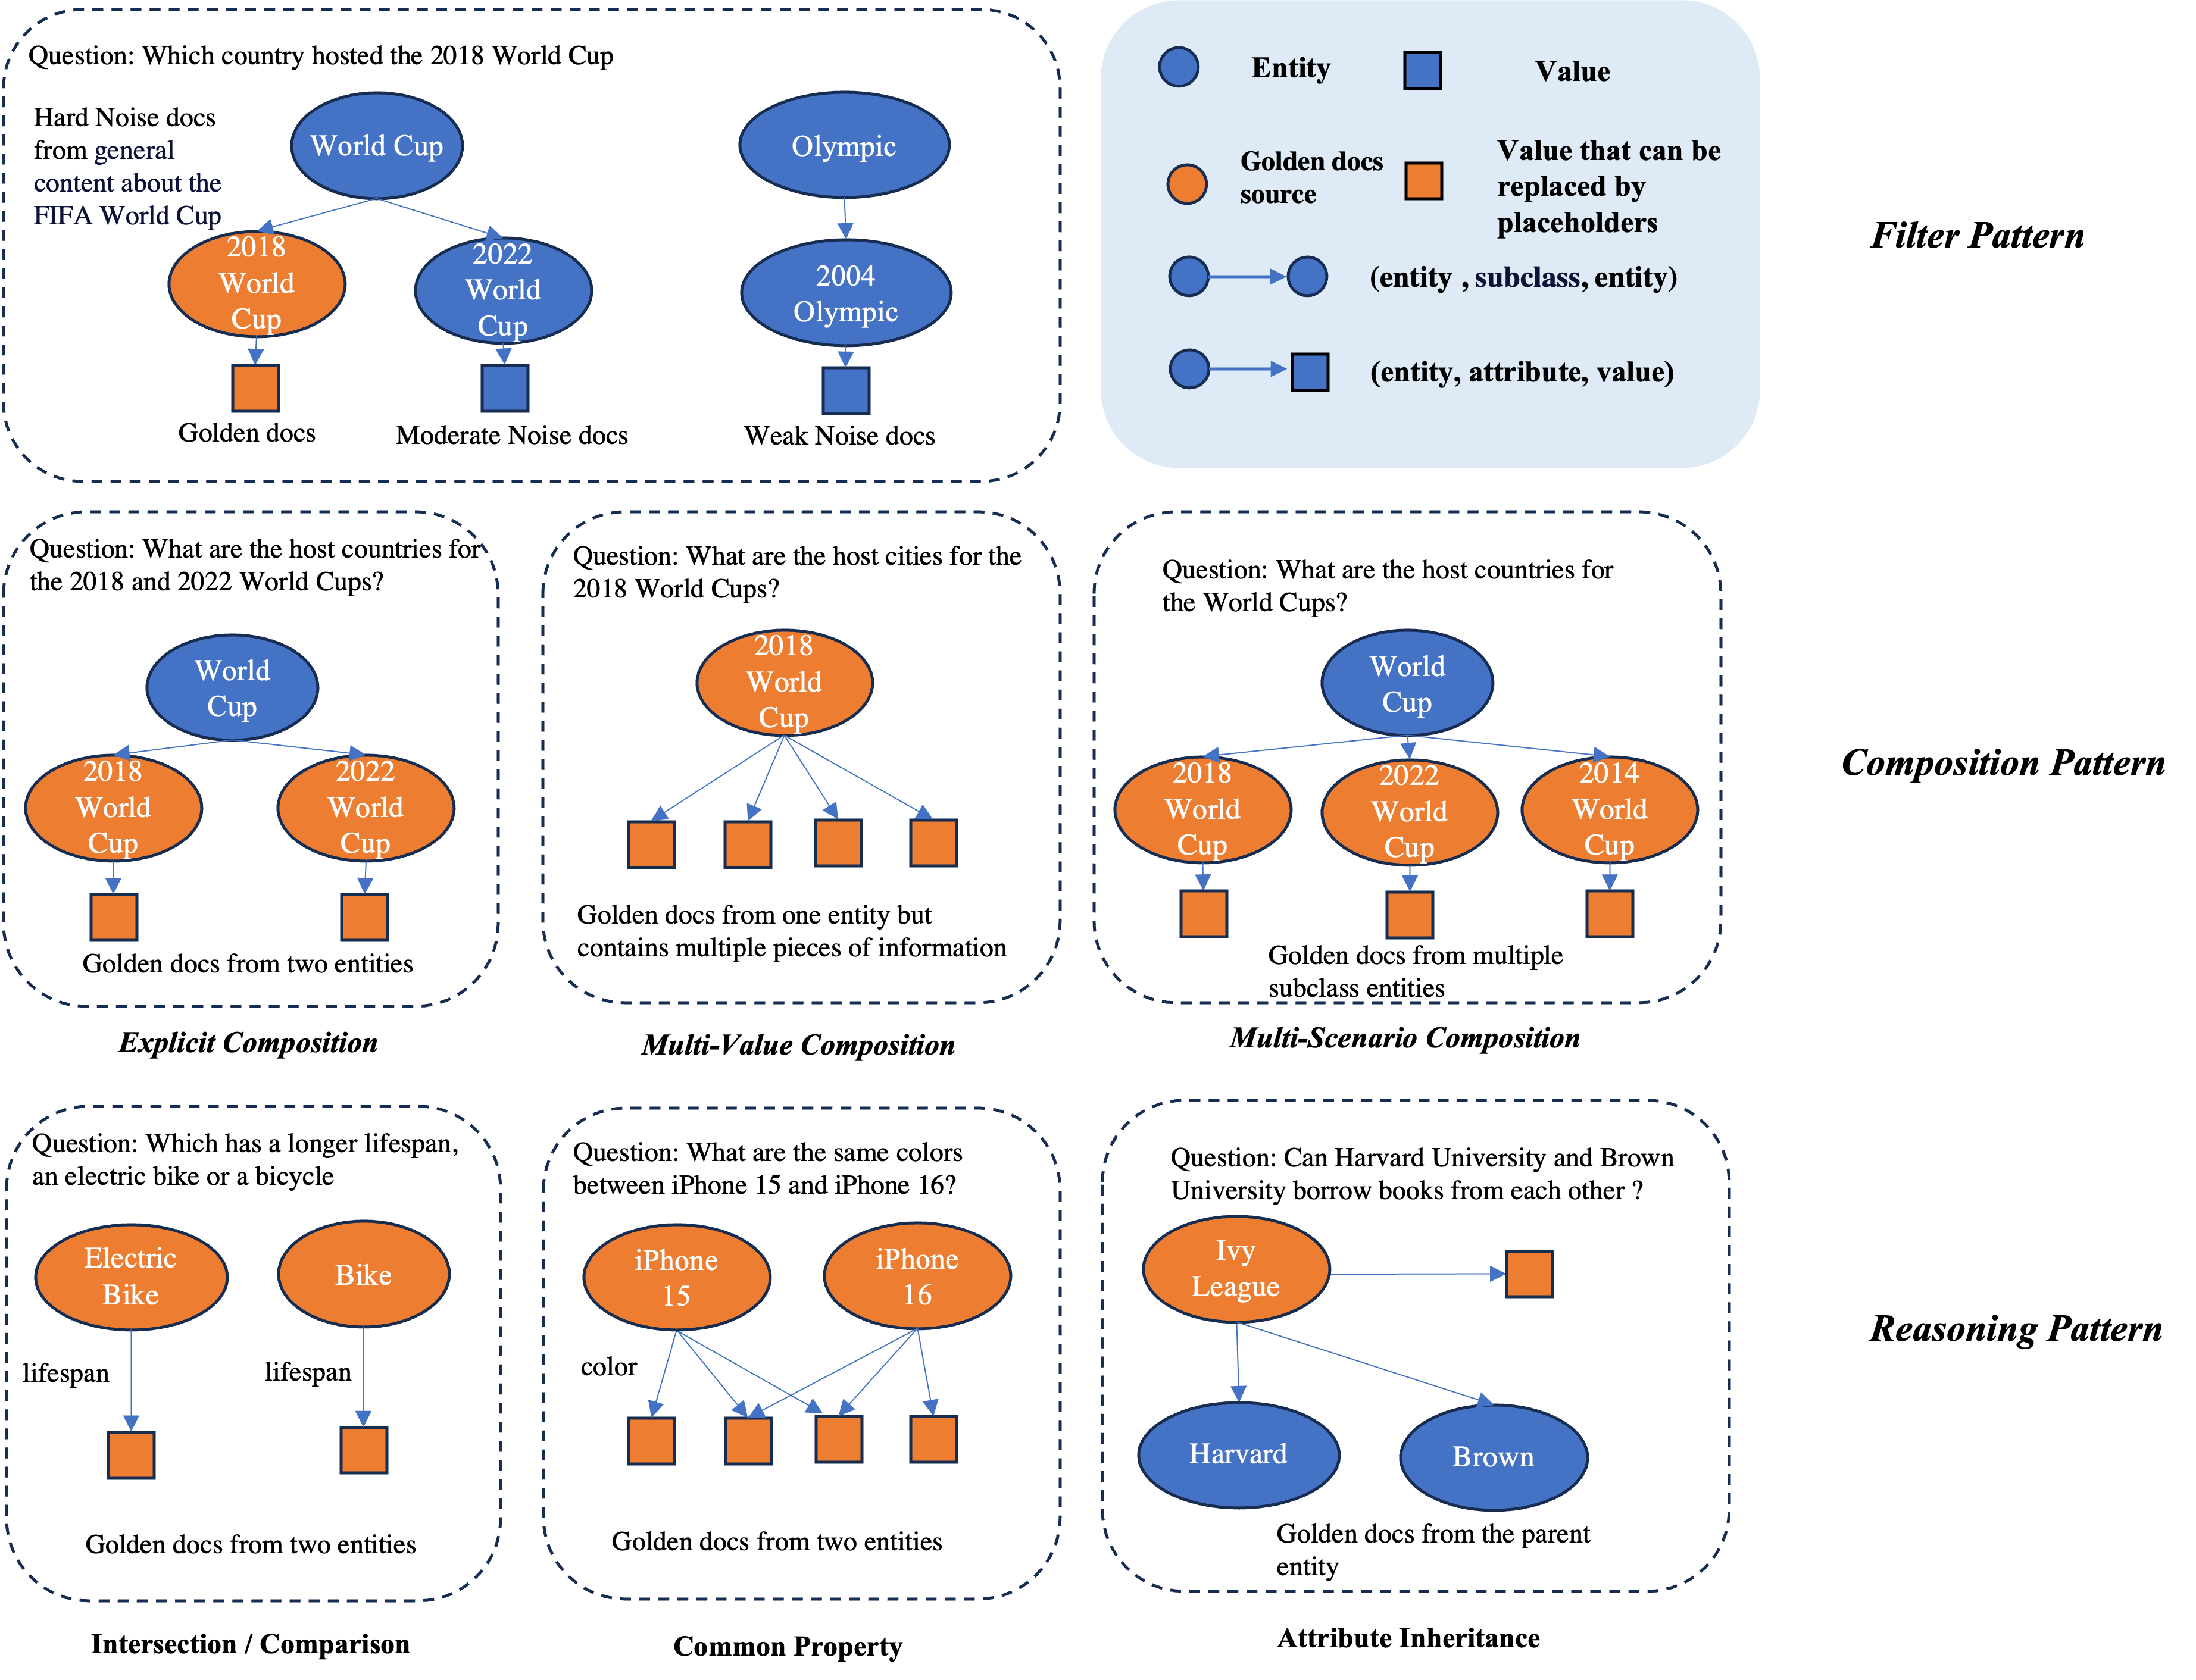 Question: Which country hosted the 2018 World Cup
Hard Noise docs
from general
content about the
FIFA World Cup
World Cup
Olympic
2018
World
Cup
2022
World
Cup
2004
Olympic
Golden docs
Moderate Noise docs
Weak Noise docs
Entity
Value
Golden docs
source
Value that can be
replaced by
placeholders
(entity , subclass, entity)
(entity, attribute, value)
Filter Pattern
Question: What are the host countries for
the 2018 and 2022 World Cups?
World
Cup
2018
World
Cup
2022
World
Cup
Golden docs from two entities
Explicit Composition
Question: What are the host cities for the
2018 World Cups?
2018
World
Cup
Golden docs from one entity but
contains multiple pieces of information
Multi-Value Composition
Question: What are the host countries for
the World Cups?
World
Cup
2018
World
Cup
2022
World
Cup
2014
World
Cup
Golden docs from multiple
subclass entities
Multi-Scenario Composition
Composition Pattern
Question: Which has a longer lifespan,
an electric bike or a bicycle
Electric
Bike
Bike
lifespan
lifespan
Golden docs from two entities
Intersection / Comparison
Question: What are the same colors
between iPhone 15 and iPhone 16?
iPhone
15
iPhone
16
color
Golden docs from two entities
Common Property
Question: Can Harvard University and Brown
University borrow books from each other ?
Ivy
League
Harvard
Brown
Golden docs from the parent
entity
Attribute Inheritance
Reasoning Pattern